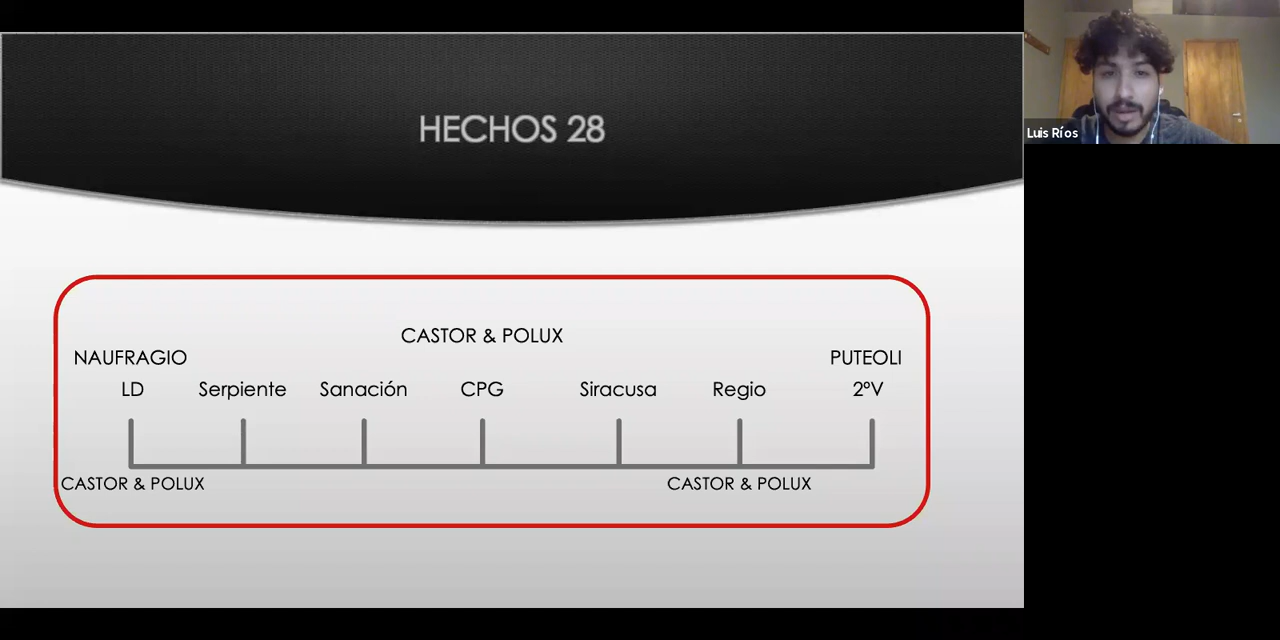 HECHOS 28
Luis Ríos
CASTOR & POLUX
NAUFRAGIO
PUTEOLI
LD Serpiente Sanación CPG Siracusa Regio 2ºV
CASTOR & POLUX CASTOR & POLUX